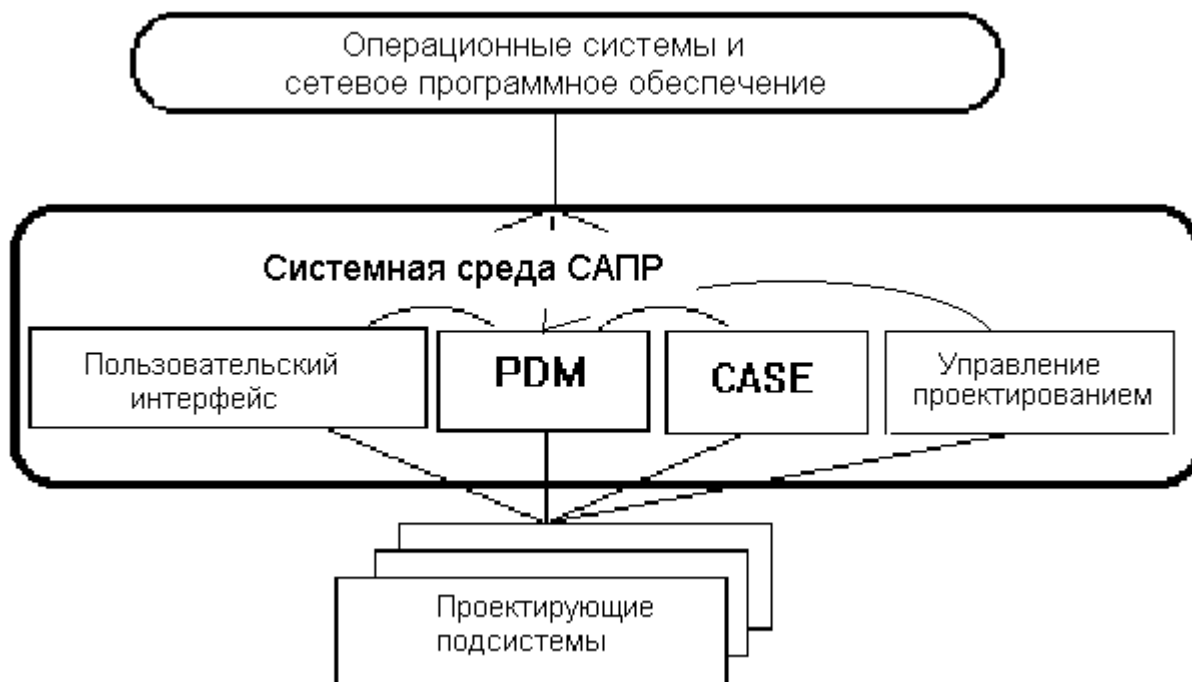 Операционные системы и
сетевое программное обеспечение
Системная среда САПР
Пользовательский
интерфейс
PDM
CASE
Управление
проектированием
Проектирующие
подсистемы